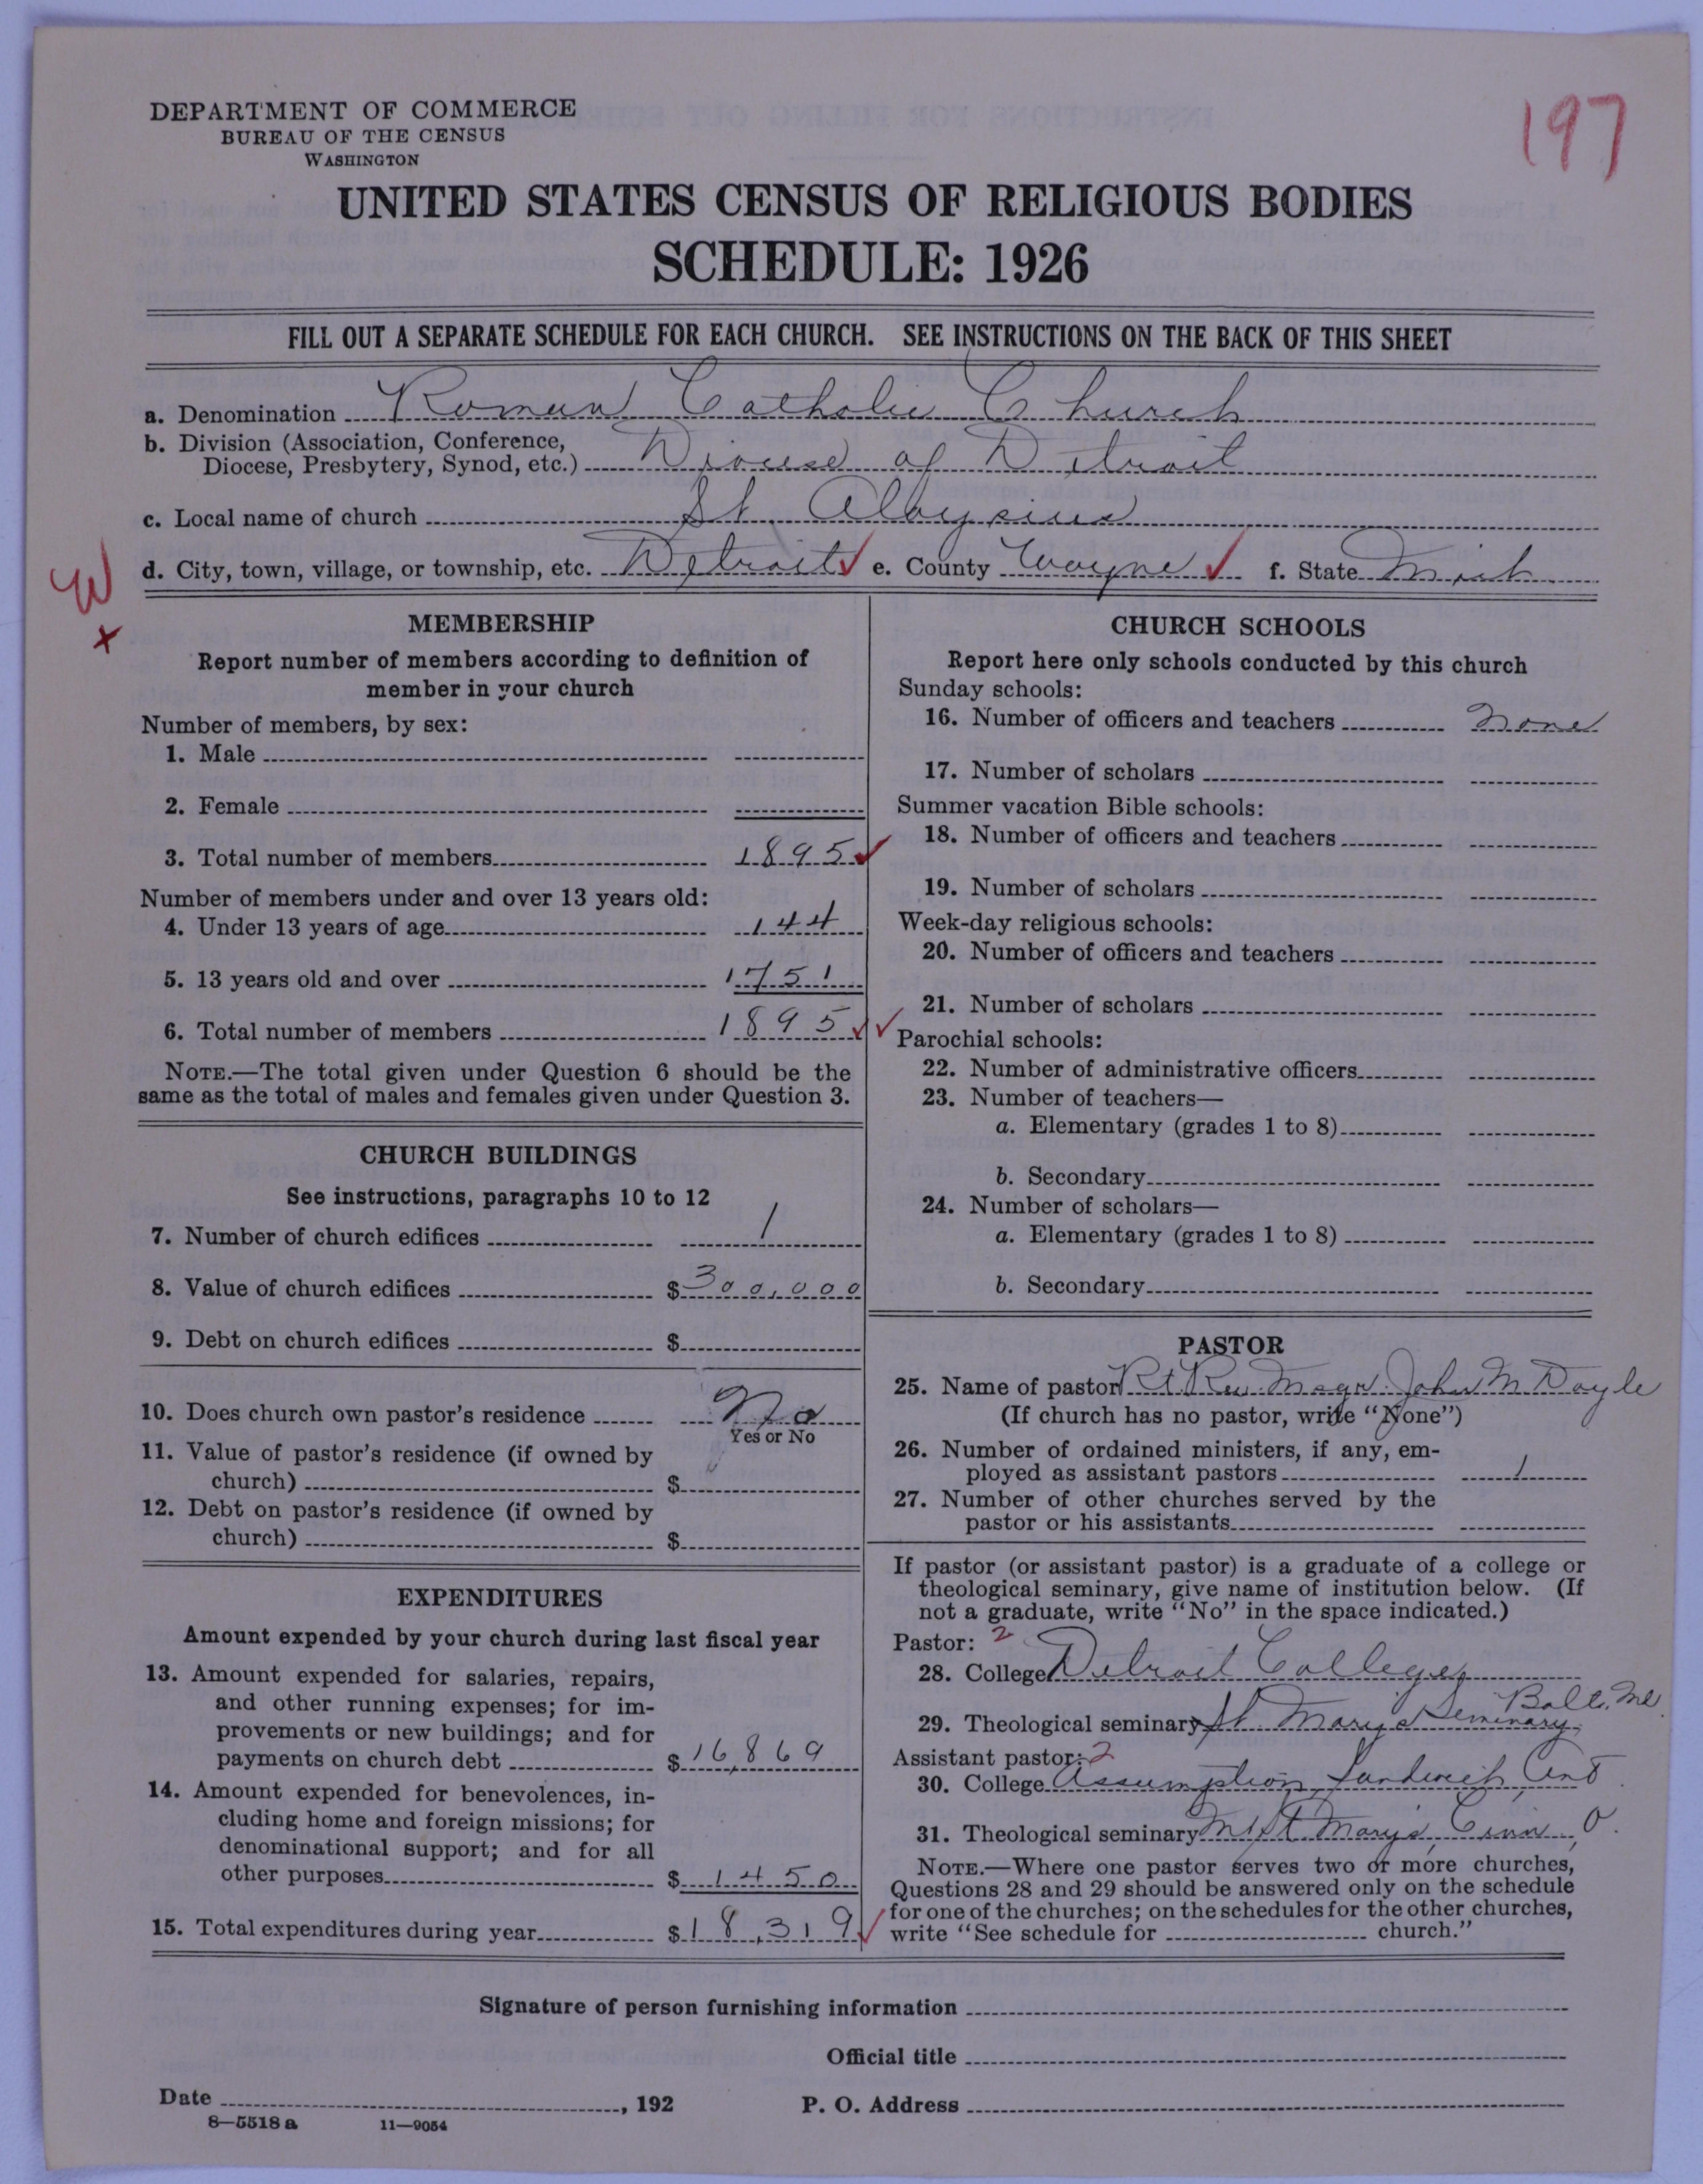 197
DEPARTMENT OF COMMERCE
BUREAU OF THE CENSUS
WASHINGTON
UNITED STATES CENSUS OF RELIGIOUS BODIES
SCHEDULE: 1926
FILL OUT A SEPARATE SCHEDULE FOR EACH CHURCH. SEE INSTRUCTIONS ON THE BACK OF THIS SHEET
a. Denomination Roman Catholic Church
b. Division (Association, Conference,
Diocese, Presbytery, Synod, etc.) Diocese of Detroit
c. Local name of church St Aloysius
d. City, town, village, or township, etc. Detroit e. County Wayne f. State Mich
W
x
MEMBERSHIP
Report number of members according to definition of
member in your church
Number of members, by sex:
1. Male
2. Female
3. Total number of members 1895
Number of members under and over 13 years old:
4. Under 13 years of age 144
5. 13 years old and over 1751
6. Total number of members 1895
NOTE.—The total given under Question 6 should be the
same as the total of males and females given under Question 3.
CHURCH BUILDINGS
See instructions, paragraphs 10 to 12
7. Number of church edifices 1
8. Value of church edifices $300,000
9. Debt on church edifices $
10. Does church own pastor's residence No
Yes or No
11. Value of pastor's residence (if owned by
church) $
12. Debt on pastor's residence (if owned by
church) $
EXPENDITURES
Amount expended by your church during last fiscal year
13. Amount expended for salaries, repairs,
and other running expenses; for im-
provements or new buildings; and for
payments on church debt $16,869
14. Amount expended for benevolences, in-
cluding home and foreign missions; for
denominational support; and for all
other purposes $1450
15. Total expenditures during year $18,319
CHURCH SCHOOLS
Report here only schools conducted by this church
Sunday schools:
16. Number of officers and teachers None
17. Number of scholars
Summer vacation Bible schools:
18. Number of officers and teachers
19. Number of scholars
Week-day religious schools:
20. Number of officers and teachers
21. Number of scholars
Parochial schools:
22. Number of administrative officers
23. Number of teachers—
a. Elementary (grades 1 to 8)
b. Secondary
24. Number of scholars—
a. Elementary (grades 1 to 8)
b. Secondary
PASTOR
25. Name of pastor Rt. Rev Msgr. John M Doyle
(If church has no pastor, write "None")
26. Number of ordained ministers, if any, em-
ployed as assistant pastors 1
27. Number of other churches served by the
pastor or his assistants
If pastor (or assistant pastor) is a graduate of a college or
theological seminary, give name of institution below. (If
not a graduate, write "No" in the space indicated.)
Pastor: 2
28. College Detroit College
29. Theological seminary St Mary's Seminary, Balt. Md
Assistant pastor: 2
30. College Assumption, Sandwich, Ont.
31. Theological seminary Mt St Mary's, Cinn, O.
NOTE.—Where one pastor serves two or more churches,
Questions 28 and 29 should be answered only on the schedule
for one of the churches; on the schedules for the other churches,
write "See schedule for church."
Signature of person furnishing information
Official title
Date , 192 P. O. Address
8—5518 a 11—9054